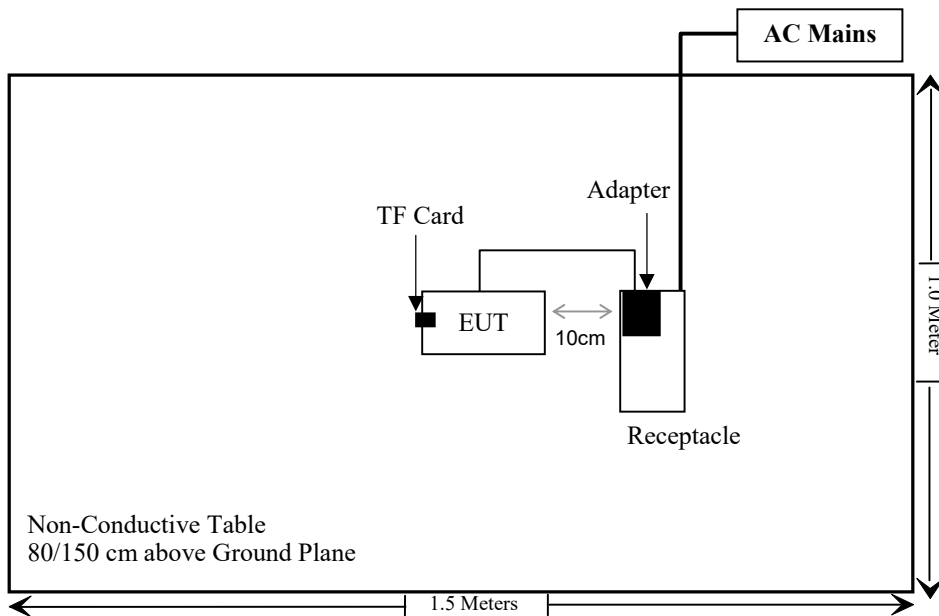 AC Mains
Adapter
TF Card
EUT
10cm
1.0 Meter
Receptacle
Non-Conductive Table
80/150 cm above Ground Plane
1.5 Meters